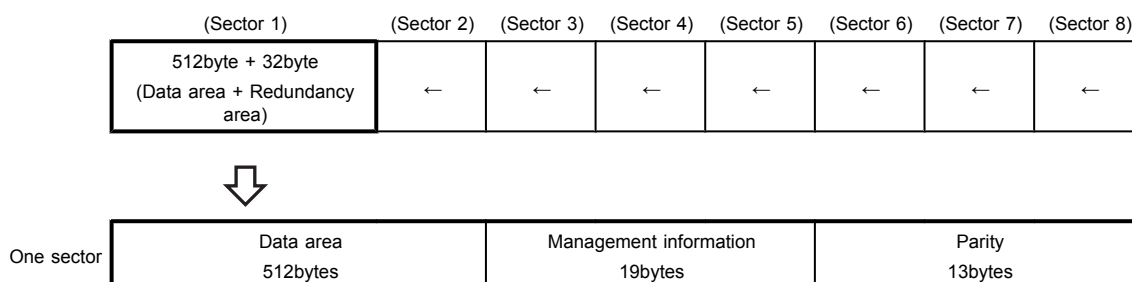 (Sector 1) (Sector 2) (Sector 3) (Sector 4) (Sector 5) (Sector 6) (Sector 7) (Sector 8)
512byte + 32byte
(Data area + Redundancy
area)
← ← ← ← ← ← ←
One sector
Data area Management information Parity
512bytes 19bytes 13bytes